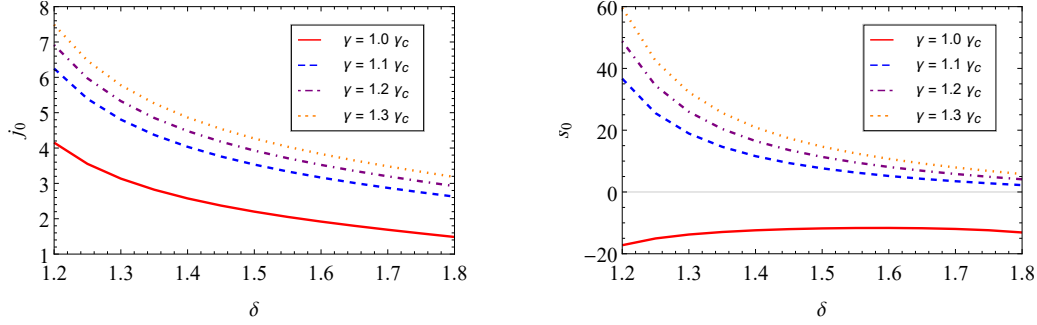 8
7
6
5
4
3
2
1
j₀
γ = 1.0 γc
γ = 1.1 γc
γ = 1.2 γc
γ = 1.3 γc
1.2 1.3 1.4 1.5 1.6 1.7 1.8
δ
60
40
20
0
−20
s₀
γ = 1.0 γc
γ = 1.1 γc
γ = 1.2 γc
γ = 1.3 γc
1.2 1.3 1.4 1.5 1.6 1.7 1.8
δ